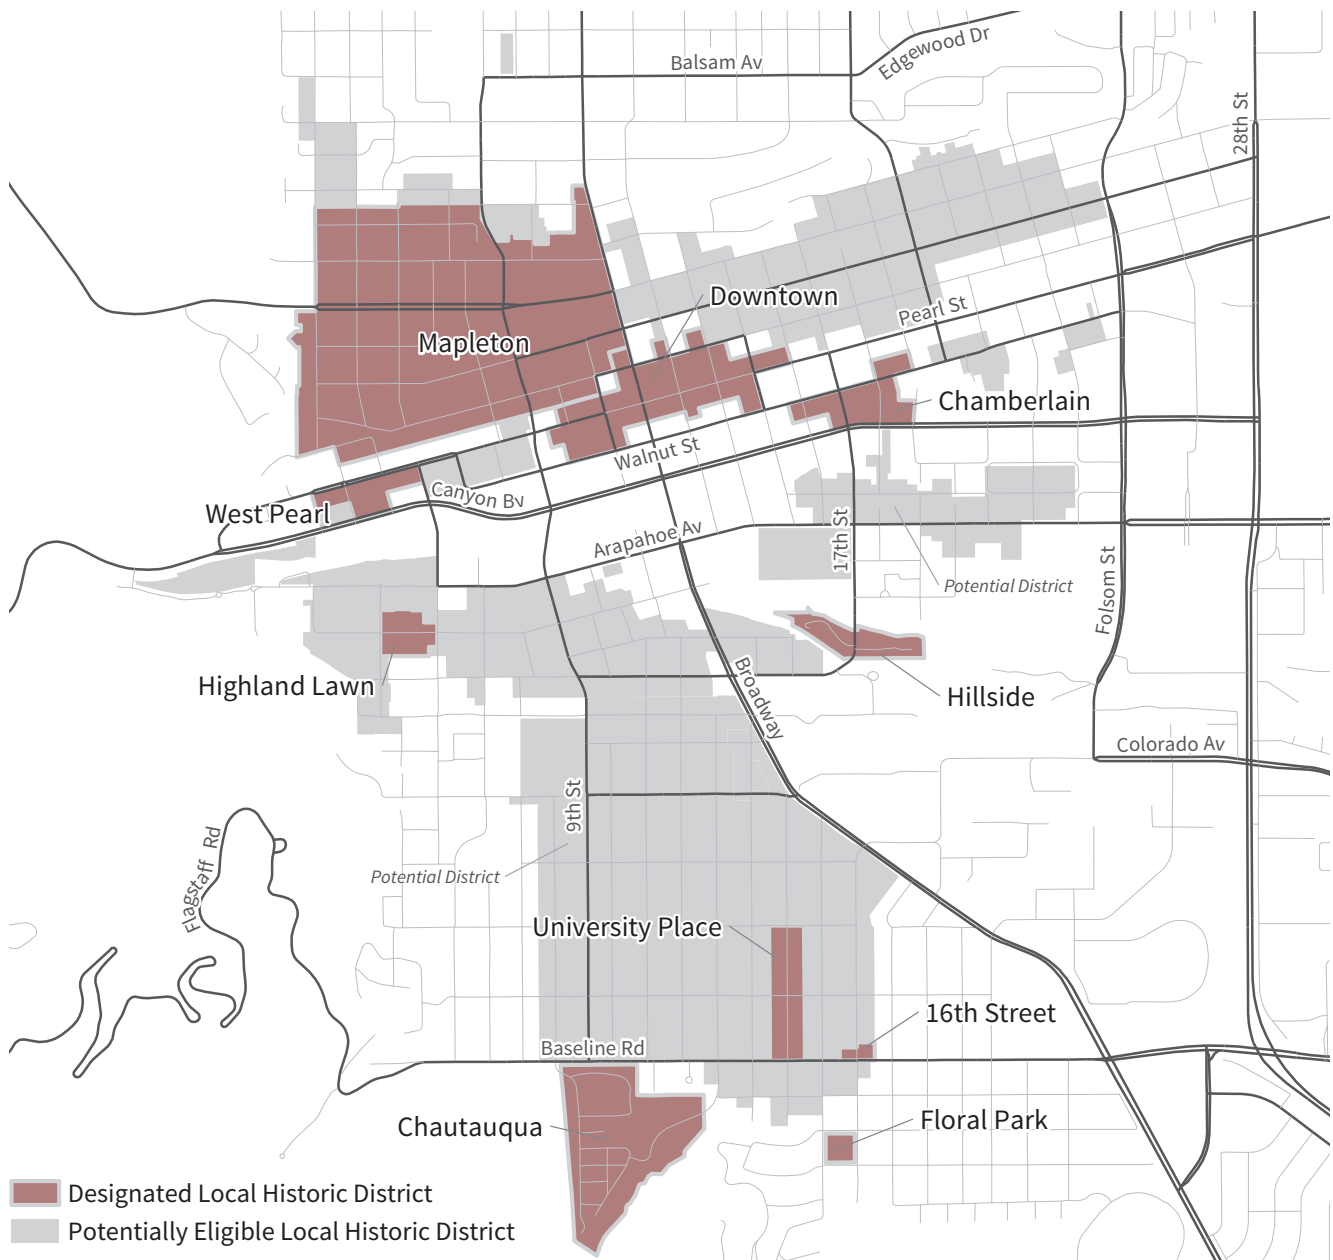 Balsam Av
Edgewood Dr
28th St
Downtown
Pearl St
Mapleton
Chamberlain
Walnut St
Canyon Bv
West Pearl
Arapahoe Av
17th St
Potential District
Folsom St
Highland Lawn
Broadway
Hillside
Colorado Av
9th St
Flagstaff Rd
Potential District
University Place
16th Street
Baseline Rd
Chautauqua
Floral Park
Designated Local Historic District
Potentially Eligible Local Historic District